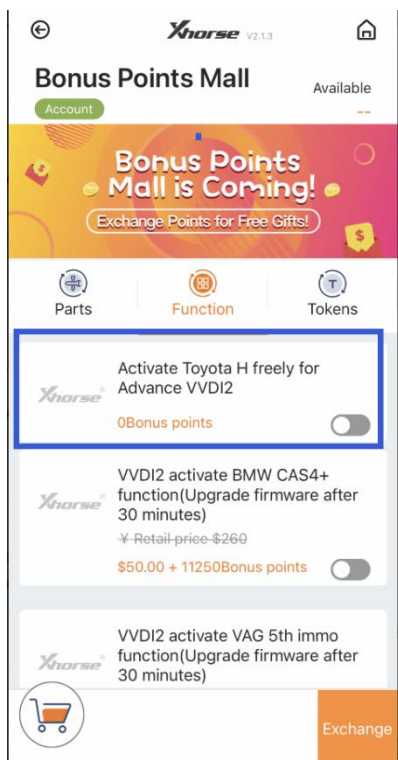 Xhorse V2.1.3
Bonus Points Mall
Available
Account
--
Bonus Points
Mall is Coming!
Exchange Points for Free Gifts!
$
$
T
Parts
Function
Tokens
Activate Toyota H freely for
Advance VVDI2
Xhorse®
0Bonus points
VVDI2 activate BMW CAS4+
function(Upgrade firmware after
30 minutes)
Xhorse®
¥ Retail price $260
$50.00 + 11250Bonus points
VVDI2 activate VAG 5th immo
function(Upgrade firmware after
30 minutes)
Xhorse®
Exchange